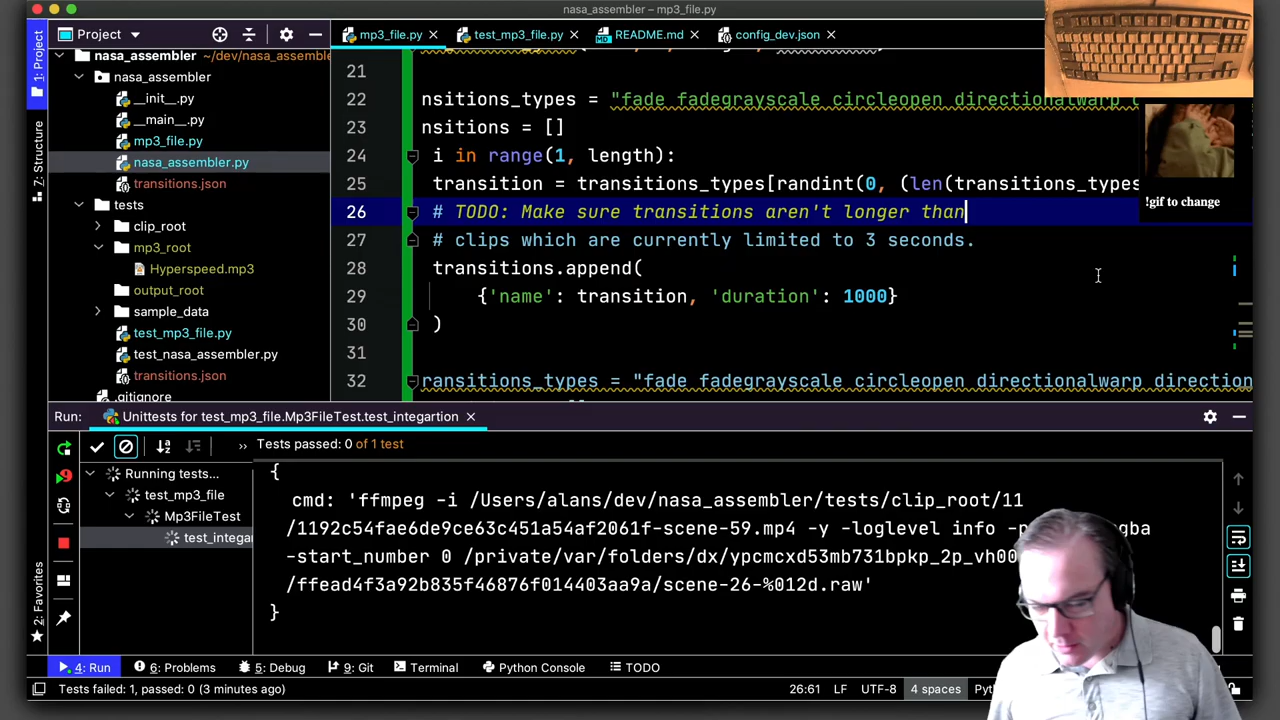 nasa_assembler – mp3_file.py
Project
mp3_file.py
test_mp3_file.py
README.md
config_dev.json
1: Project
nasa_assembler ~/dev/nasa_assemble
nasa_assembler
__init__.py
__main__.py
mp3_file.py
nasa_assembler.py
transitions.json
tests
clip_root
mp3_root
Hyperspeed.mp3
output_root
sample_data
test_mp3_file.py
test_nasa_assembler.py
transitions.json
.gitignore
7: Structure
2: Favorites
21
22 nsitions_types = "fade fadegrayscale circleopen directionalwarp
23 nsitions = []
24 i in range(1, length):
25 transition = transitions_types[randint(0, (len(transitions_types
26 # TODO: Make sure transitions aren't longer than
27 # clips which are currently limited to 3 seconds.
28 transitions.append(
29 {'name': transition, 'duration': 1000}
30 )
31
32 ransitions_types = "fade fadegrayscale circleopen directionalwarp direction
!gif to change
Run: Unittests for test_mp3_file.Mp3FileTest.test_integartion
» Tests passed: 0 of 1 test
Running tests...
test_mp3_file
Mp3FileTest
test_integar
{
cmd: 'ffmpeg -i /Users/alans/dev/nasa_assembler/tests/clip_root/11
/1192c54fae6de9ce63c451a54af2061f-scene-59.mp4 -y -loglevel info -p
-start_number 0 /private/var/folders/dx/ypcmcxd53mb731bpkp_2p_vh00
/ffead4f3a92b835f46876f014403aa9a/scene-26-%012d.raw'
}
4: Run
6: Problems
5: Debug
9: Git
Terminal
Python Console
TODO
Tests failed: 1, passed: 0 (3 minutes ago)
26:61
LF
UTF-8
4 spaces